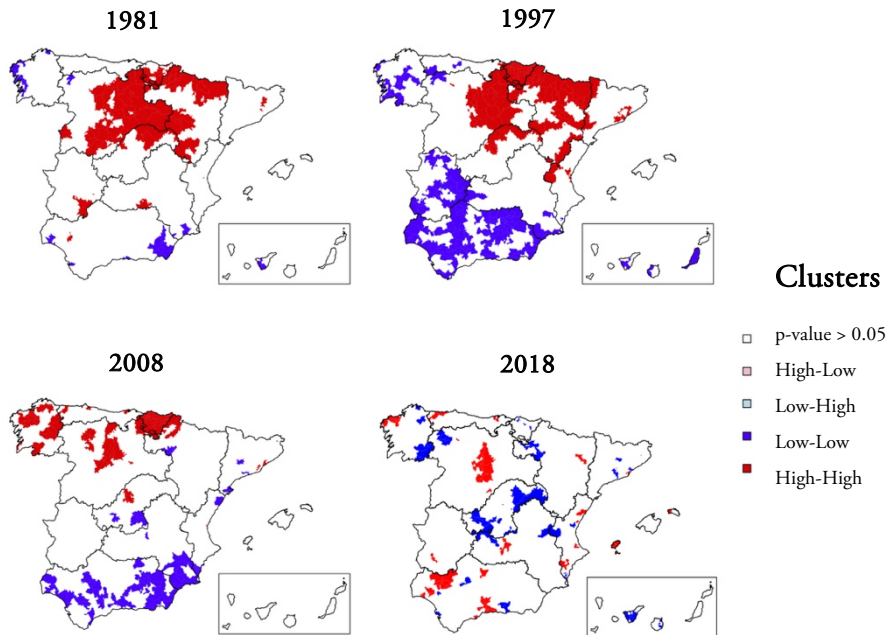 1981
1997
Clusters
p-value > 0.05
High-Low
Low-High
Low-Low
High-High
2008
2018